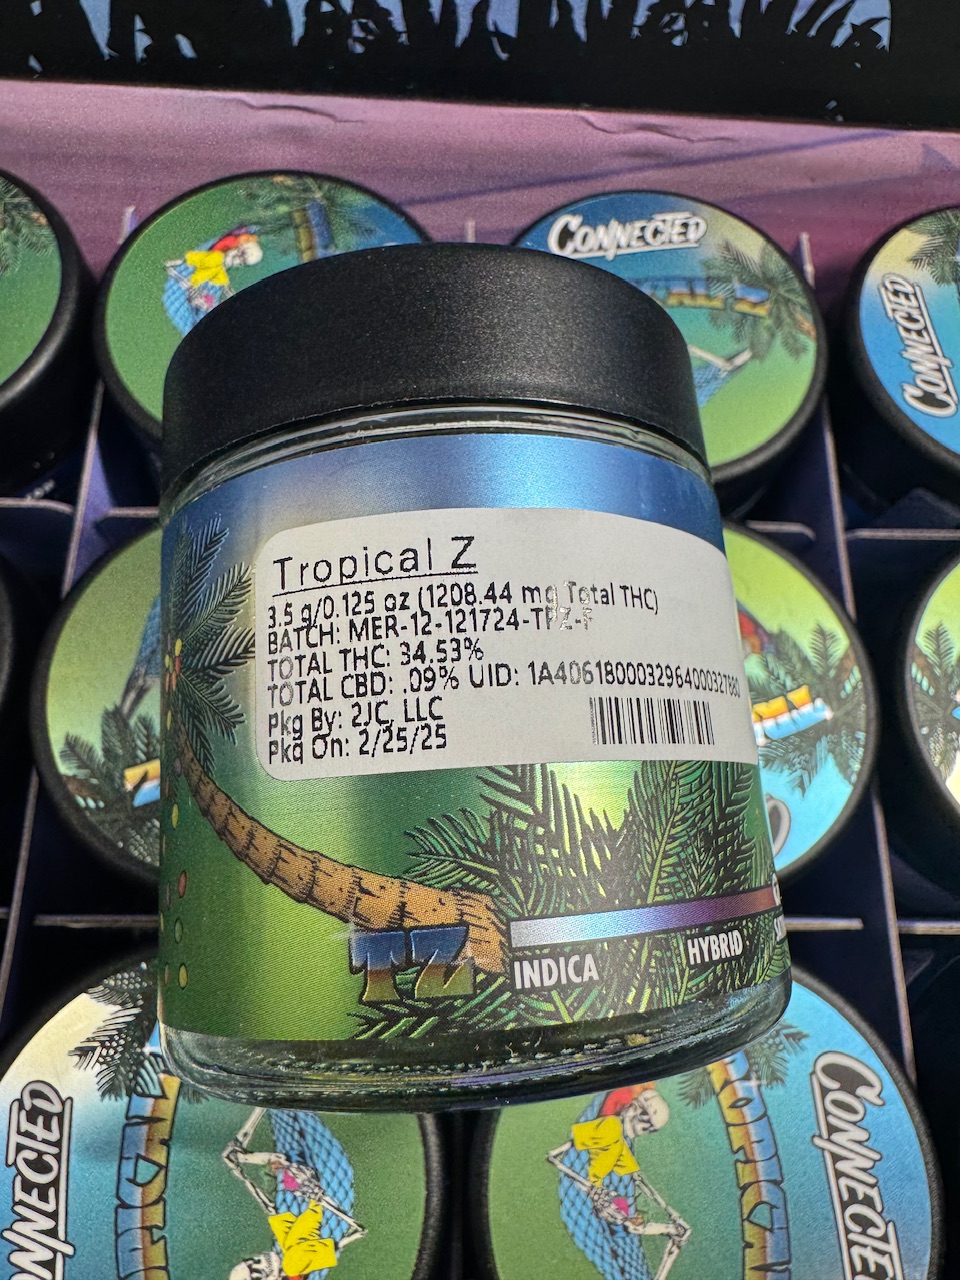 CONNECTED
CONNECTED
Tropical Z
3.5 g/0.125 oz (1208.44 mg Total THC)
BATCH: MER-12-121724-TPZ-F
TOTAL THC: 34.53%
TOTAL CBD: .09% UID: 1A4061800032964000327880
Pkg By: 2JC, LLC
Pkg On: 2/25/25
TZ
INDICA
HYBRID
CONNECTED
CONNECTED